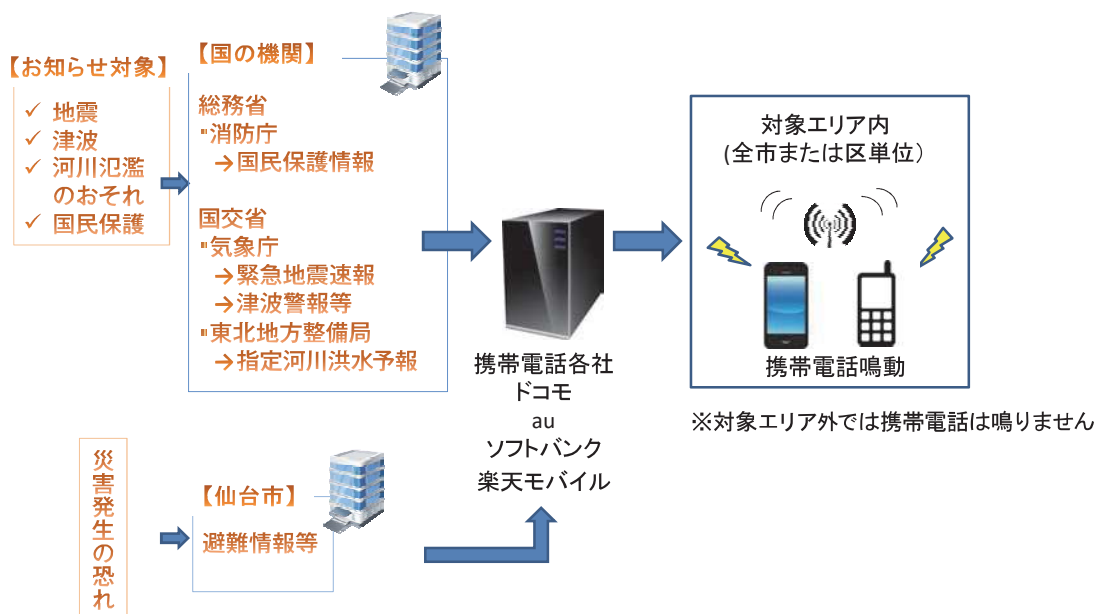 【お知らせ対象】
✓ 地震
✓ 津波
✓ 河川氾濫
のおそれ
✓ 国民保護
【国の機関】
総務省
▪消防庁
→国民保護情報
国交省
▪気象庁
→緊急地震速報
→津波警報等
▪東北地方整備局
→指定河川洪水予報
災害発生の恐れ
【仙台市】
避難情報等
携帯電話各社
ドコモ
au
ソフトバンク
楽天モバイル
対象エリア内
(全市または区単位）
携帯電話鳴動
※対象エリア外では携帯電話は鳴りません